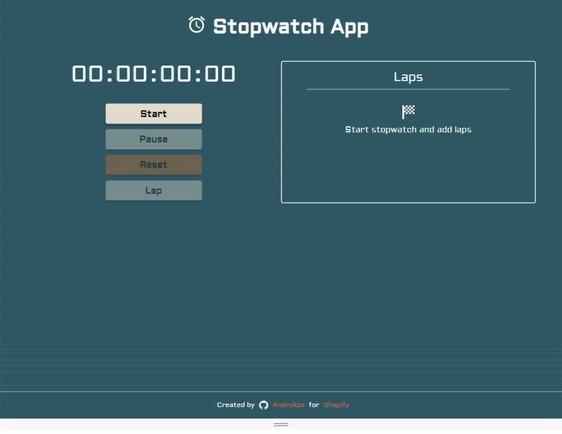 Stopwatch App
00:00:00:00
Start
Pause
Reset
Lap
Laps
Start stopwatch and add laps
Created by Androlizn for Shopify